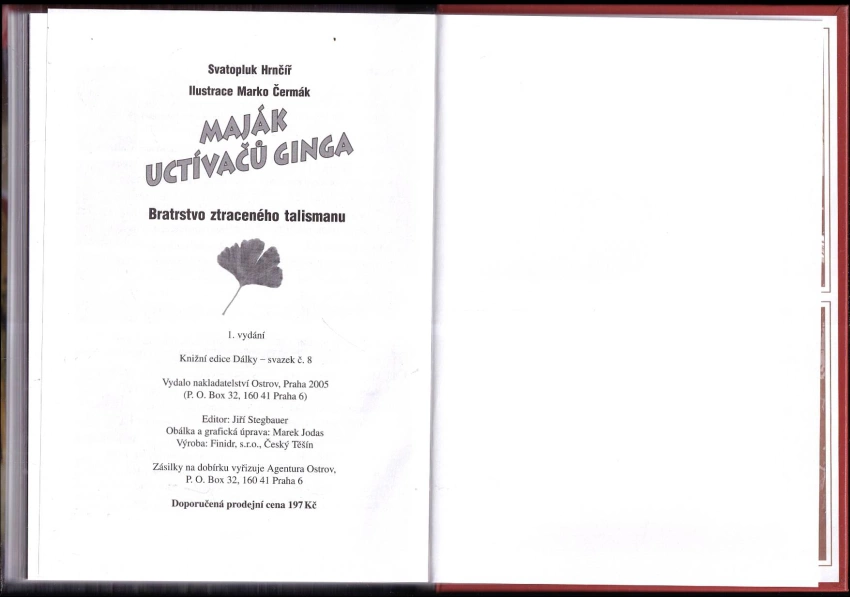 Svatopluk Hrnčíř
Ilustrace Marko Čermák
MAJÁK
UCTÍVAČŮ GINGA
Bratrstvo ztraceného talismanu
1. vydání
Knižní edice Dálky – svazek č. 8
Vydalo nakladatelství Ostrov, Praha 2005
(P. O. Box 32, 160 41 Praha 6)
Editor: Jiří Stegbauer
Obálka a grafická úprava: Marek Jodas
Výroba: Finidr, s.r.o., Český Těšín
Zásilky na dobírku vyřizuje Agentura Ostrov,
P. O. Box 32, 160 41 Praha 6
Doporučená prodejní cena 197 Kč